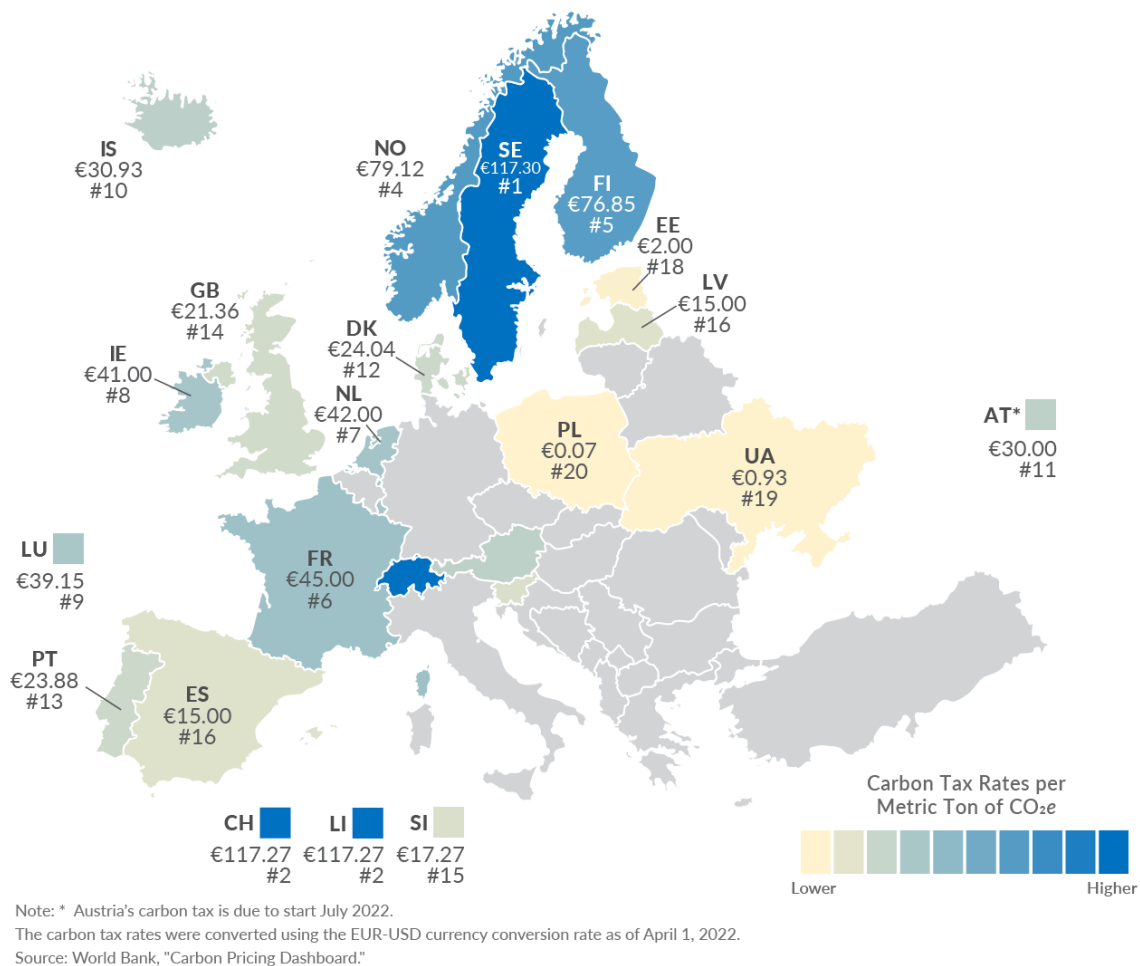 IS
€30.93
#10
NO
€79.12
#4
SE
€117.30
#1
FI
€76.85
#5
EE
€2.00
#18
LV
€15.00
#16
GB
€21.36
#14
IE
€41.00
#8
DK
€24.04
#12
NL
€42.00
#7
PL
€0.07
#20
UA
€0.93
#19
AT*
€30.00
#11
LU
€39.15
#9
FR
€45.00
#6
PT
€23.88
#13
ES
€15.00
#16
CH
€117.27
#2
LI
€117.27
#2
SI
€17.27
#15
Carbon Tax Rates per
Metric Ton of CO₂e
Lower
Higher
Note: * Austria's carbon tax is due to start July 2022.
The carbon tax rates were converted using the EUR-USD currency conversion rate as of April 1, 2022.
Source: World Bank, "Carbon Pricing Dashboard."